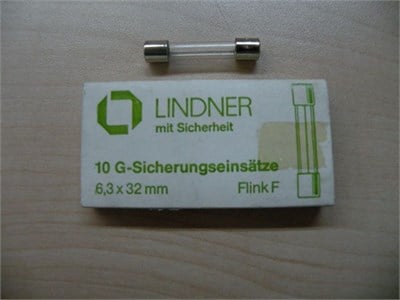 LINDNER
mit Sicherheit
10 G-Sicherungseinsätze
6,3 x 32 mm Flink F